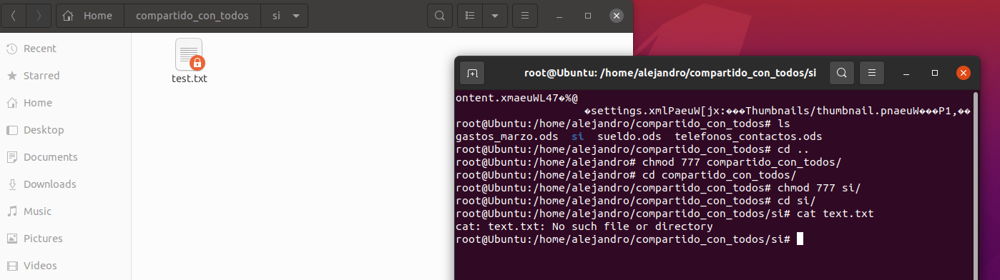 Home compartido_con_todos si
Recent
Starred
Home
Desktop
Documents
Downloads
Music
Pictures
Videos
test.txt
root@Ubuntu: /home/alejandro/compartido_con_todos/si
ontent.xmaeuWL47�%@
�settings.xmlPaeuW[jx:���Thumbnails/thumbnail.pnaeuW���P1,��
root@Ubuntu:/home/alejandro/compartido_con_todos# ls
gastos_marzo.ods si sueldo.ods telefonos_contactos.ods
root@Ubuntu:/home/alejandro/compartido_con_todos# cd ..
root@Ubuntu:/home/alejandro# chmod 777 compartido_con_todos/
root@Ubuntu:/home/alejandro# cd compartido_con_todos/
root@Ubuntu:/home/alejandro/compartido_con_todos# chmod 777 si/
root@Ubuntu:/home/alejandro/compartido_con_todos# cd si/
root@Ubuntu:/home/alejandro/compartido_con_todos/si# cat text.txt
cat: text.txt: No such file or directory
root@Ubuntu:/home/alejandro/compartido_con_todos/si#